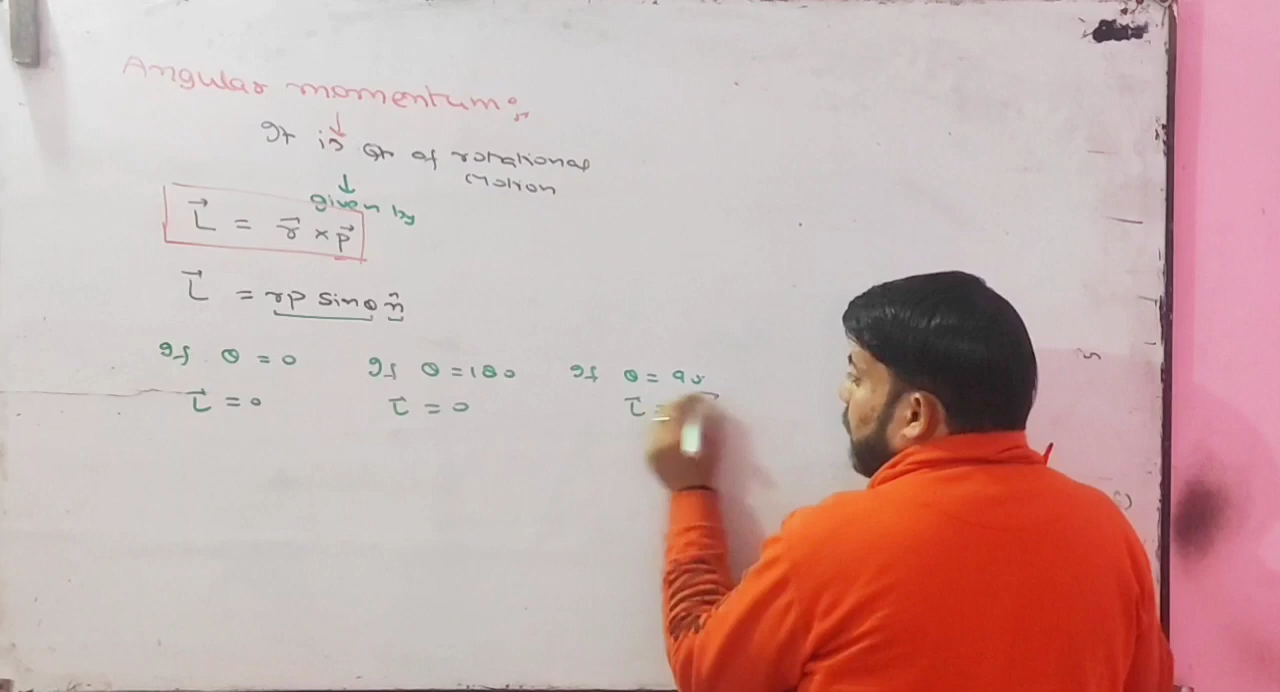 Angular momentum:
It is Qt of rotational
motion
given by
L⃗ = r⃗ × p⃗
L⃗ = rp sinθ n̂
If θ = 0 If θ = 180 If θ = 90
L⃗ = 0 L⃗ = 0 L⃗ =